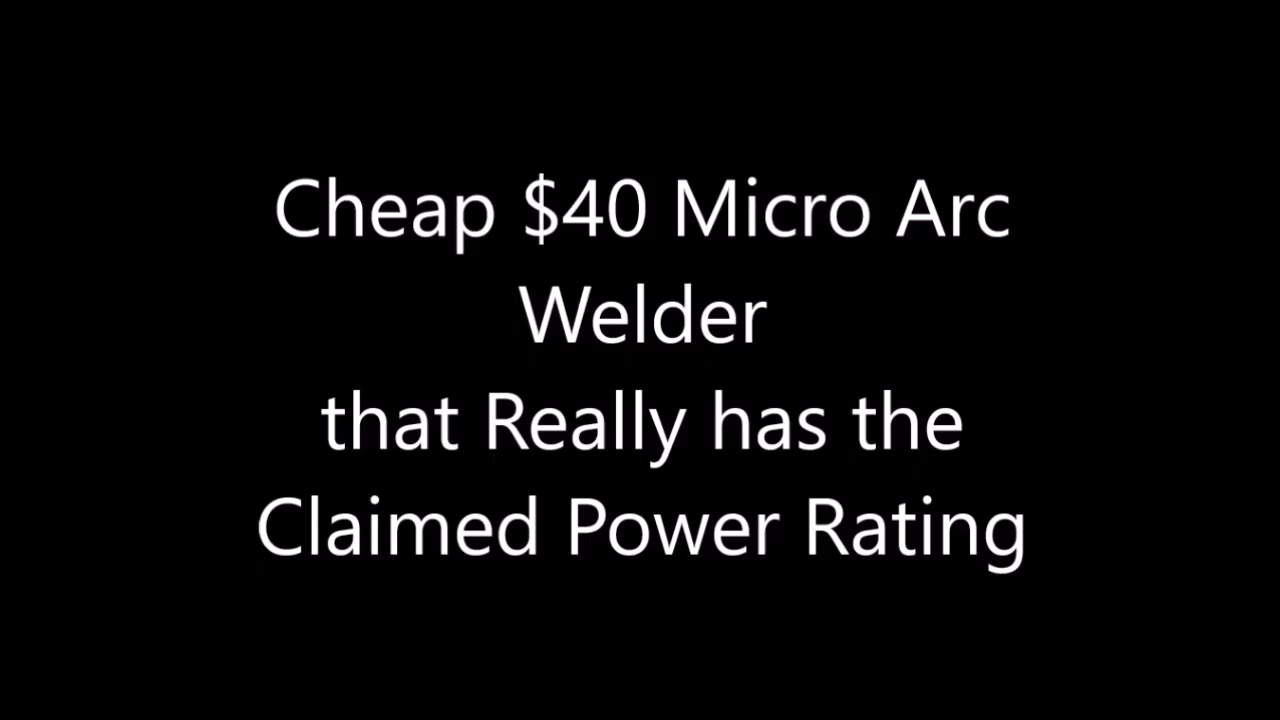 Cheap $40 Micro Arc
Welder
that Really has the
Claimed Power Rating